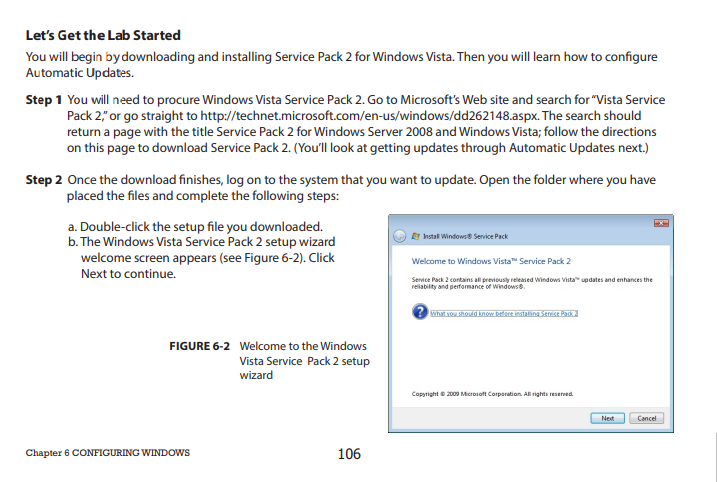 Let's Get the Lab Started
You will begin by downloading and installing Service Pack 2 for Windows Vista. Then you will learn how to configure
Automatic Updates.
Step 1 You will need to procure Windows Vista Service Pack 2. Go to Microsoft's Web site and search for "Vista Service
Pack 2," or go straight to http://technet.microsoft.com/en-us/windows/dd262148.aspx. The search should
return a page with the title Service Pack 2 for Windows Server 2008 and Windows Vista; follow the directions
on this page to download Service Pack 2. (You'll look at getting updates through Automatic Updates next.)
Step 2 Once the download finishes, log on to the system that you want to update. Open the folder where you have
placed the files and complete the following steps:
a. Double-click the setup file you downloaded.
b. The Windows Vista Service Pack 2 setup wizard
welcome screen appears (see Figure 6-2). Click
Next to continue.
Install Windows® Service Pack
Welcome to Windows Vista™ Service Pack 2
Service Pack 2 contains all previously released Windows Vista™ updates and enhances the
reliability and performance of Windows®.
What you should know before installing Service Pack 2
Copyright © 2009 Microsoft Corporation. All rights reserved.
Next Cancel
FIGURE 6-2 Welcome to the Windows
Vista Service Pack 2 setup
wizard
Chapter 6 CONFIGURING WINDOWS
106